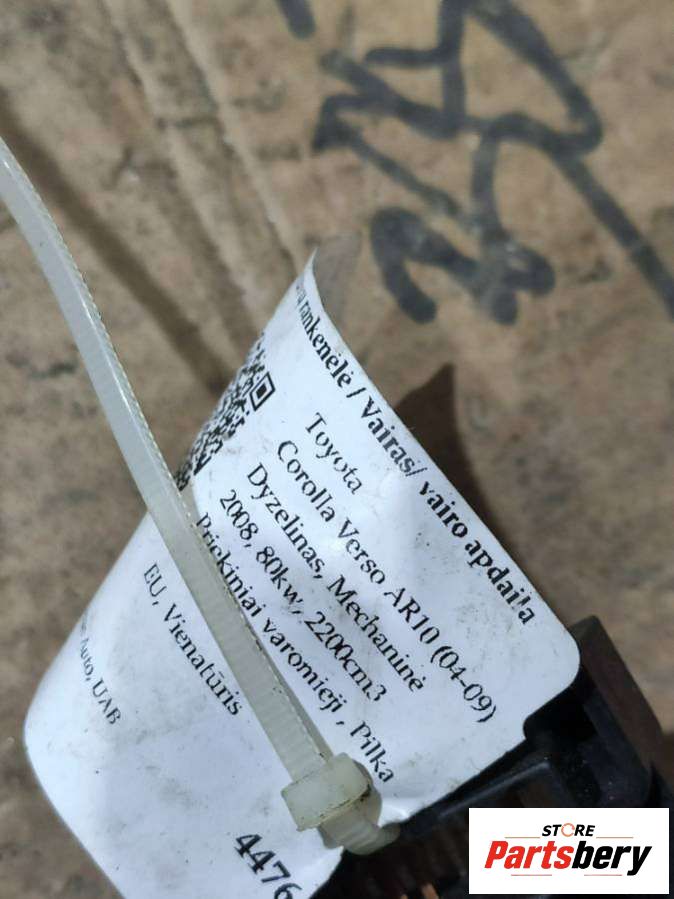 rankenėlė / Vairas/ vairo apdaila
Toyota
Corolla Verso AR10 (04-09)
Dyzelinas, Mechaninė
2008, 80kw, 2200cm3
Priekiniai varomieji , Pilka
EU, Vienatūris
Auto, UAB
4476
STORE
Partsbery